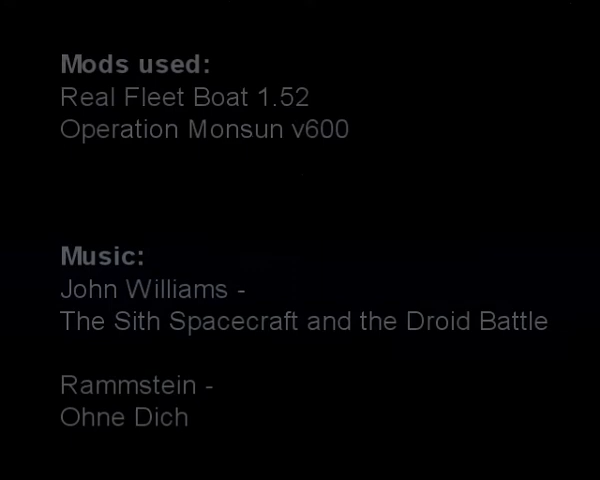 Mods used:
Real Fleet Boat 1.52
Operation Monsun v600
Music:
John Williams -
The Sith Spacecraft and the Droid Battle
Rammstein -
Ohne Dich